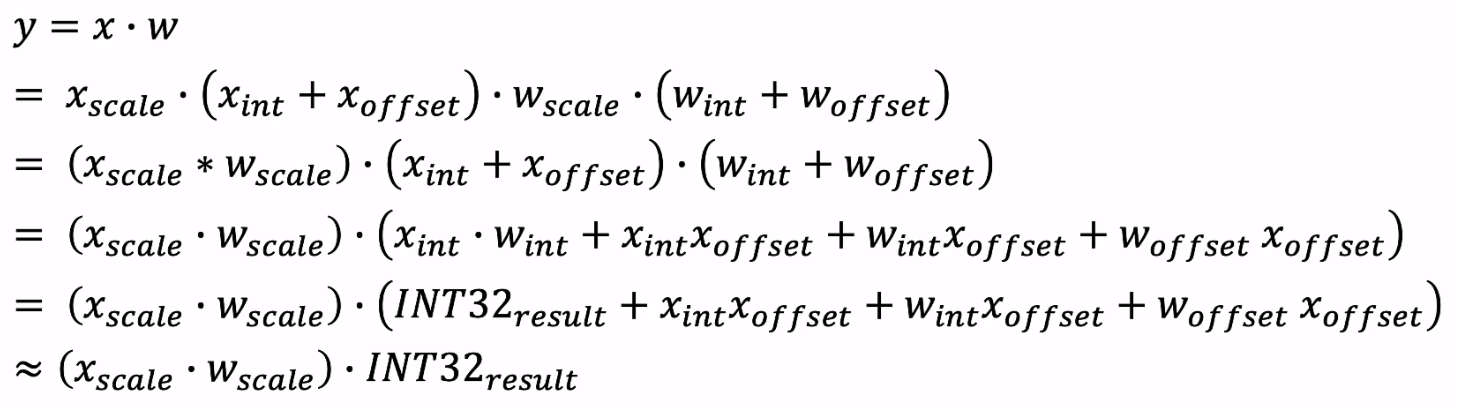 y = x · w
= x_scale · (x_int + x_offset) · w_scale · (w_int + w_offset)
= (x_scale * w_scale) · (x_int + x_offset) · (w_int + w_offset)
= (x_scale · w_scale) · (x_int · w_int + x_int x_offset + w_int x_offset + w_offset x_offset)
= (x_scale · w_scale) · (INT32_result + x_int x_offset + w_int x_offset + w_offset x_offset)
≈ (x_scale · w_scale) · INT32_result